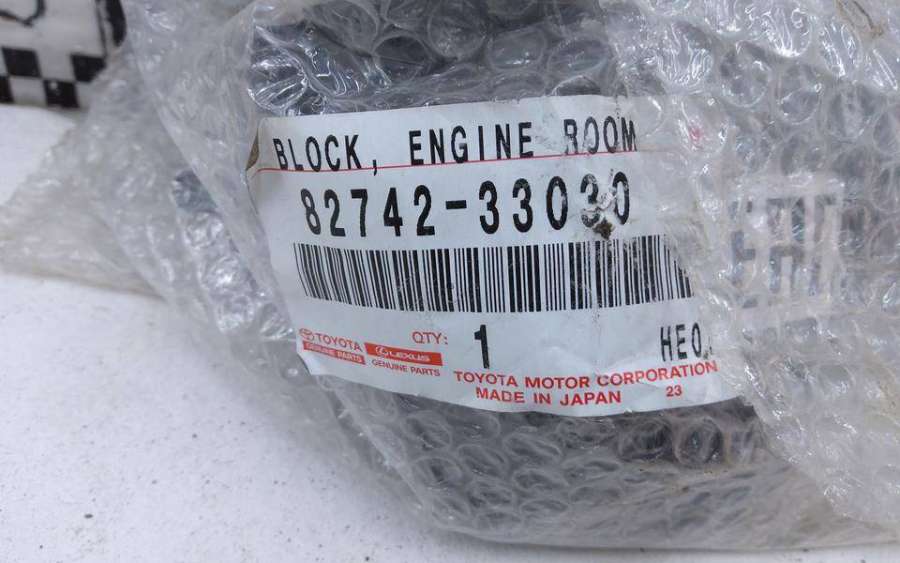 BLOCK, ENGINE ROOM
82742-33030
TOYOTA
GENUINE PARTS
LEXUS
GENUINE PARTS
QTY: 1
HE0
TOYOTA MOTOR CORPORATION
MADE IN JAPAN 23